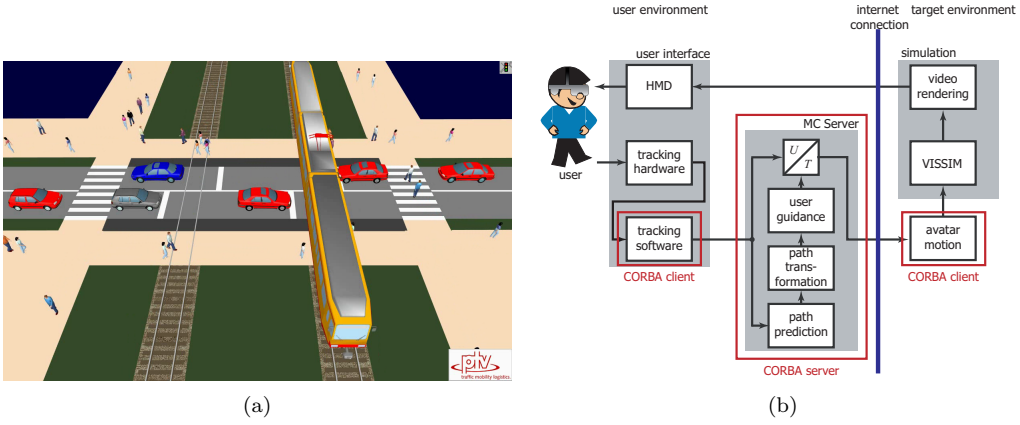 ptv
traffic mobility logistics.
(a)
user environment
internet
connection
target environment
user interface
simulation
HMD
video
rendering
MC Server
tracking
hardware
U
T
VISSIM
user
user
guidance
tracking
software
avatar
motion
CORBA client
path
trans-
formation
CORBA client
path
prediction
CORBA server
(b)